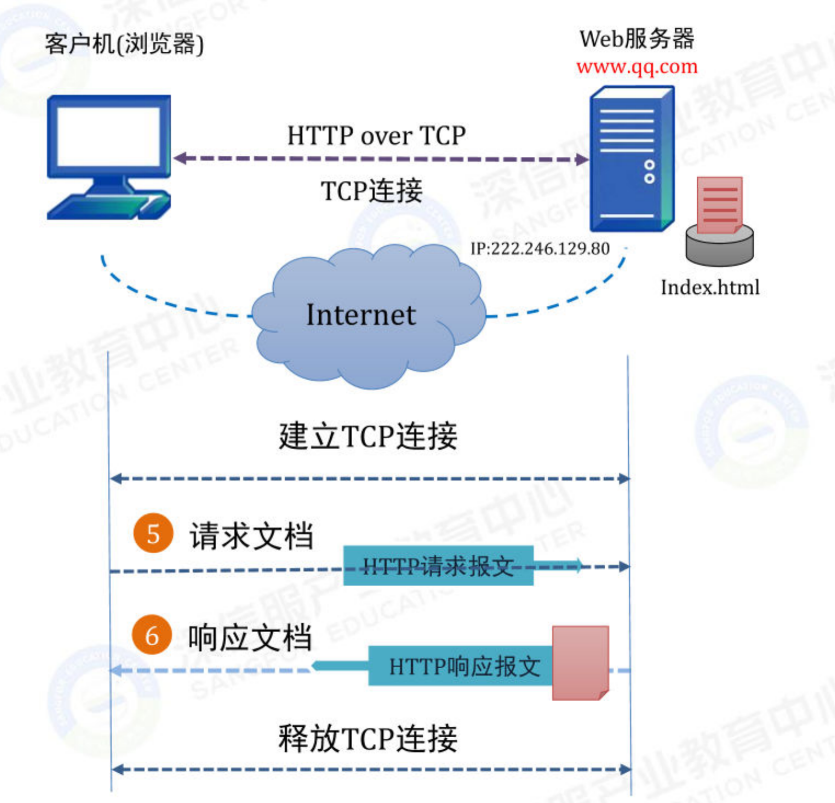 客户机(浏览器)
Web服务器
www.qq.com
HTTP over TCP
TCP连接
IP:222.246.129.80
Index.html
Internet
建立TCP连接
5 请求文档
HTTP请求报文
6 响应文档
HTTP响应报文
释放TCP连接
深信服产业教育中心
SANGFOR EDUCATION CENTER